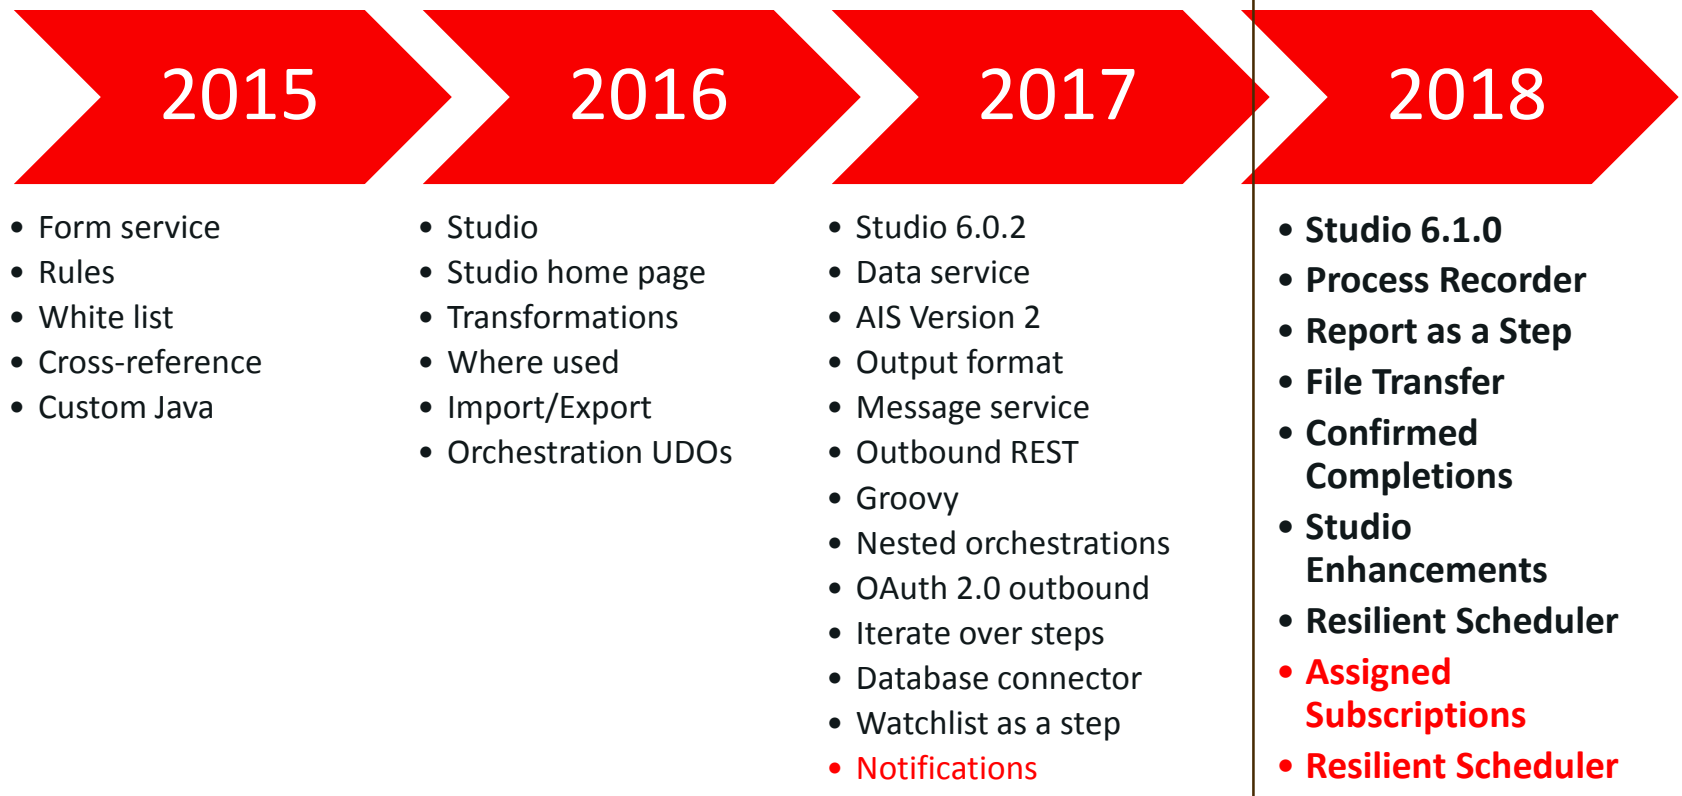 2015
• Form service
• Rules
• White list
• Cross-reference
• Custom Java
2016
• Studio
• Studio home page
• Transformations
• Where used
• Import/Export
• Orchestration UDOs
2017
• Studio 6.0.2
• Data service
• AIS Version 2
• Output format
• Message service
• Outbound REST
• Groovy
• Nested orchestrations
• OAuth 2.0 outbound
• Iterate over steps
• Database connector
• Watchlist as a step
• Notifications
2018
• Studio 6.1.0
• Process Recorder
• Report as a Step
• File Transfer
• Confirmed
Completions
• Studio
Enhancements
• Resilient Scheduler
• Assigned
Subscriptions
• Resilient Scheduler